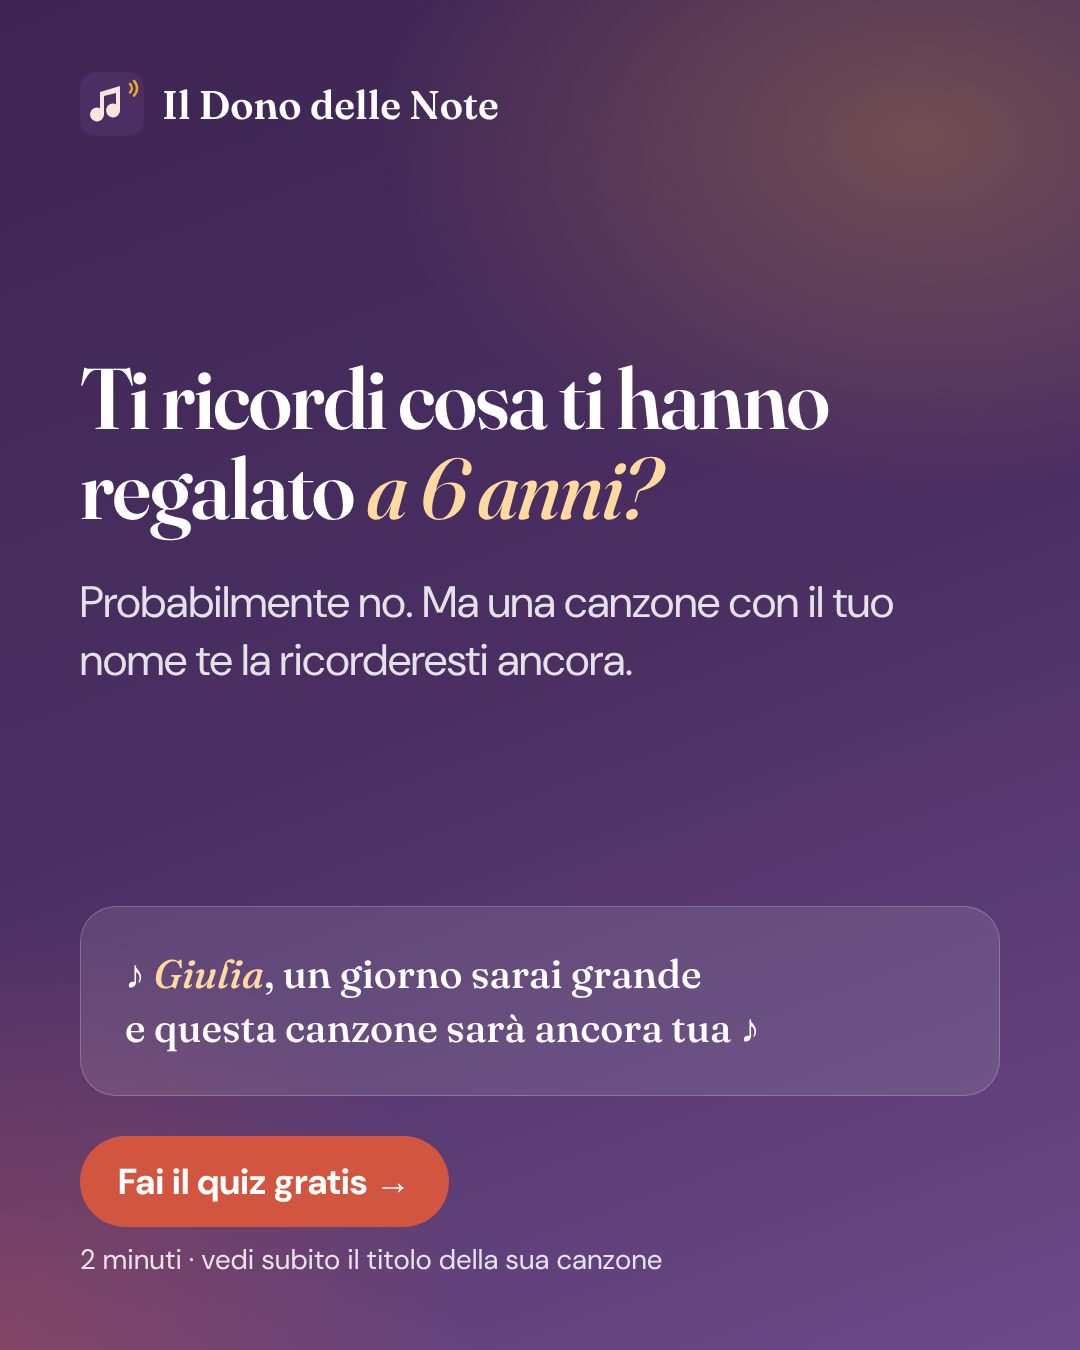 Il Dono delle Note
Ti ricordi cosa ti hanno
regalato a 6 anni?
Probabilmente no. Ma una canzone con il tuo
nome te la ricorderesti ancora.
♪ Giulia, un giorno sarai grande
e questa canzone sarà ancora tua ♪
Fai il quiz gratis →
2 minuti · vedi subito il titolo della sua canzone